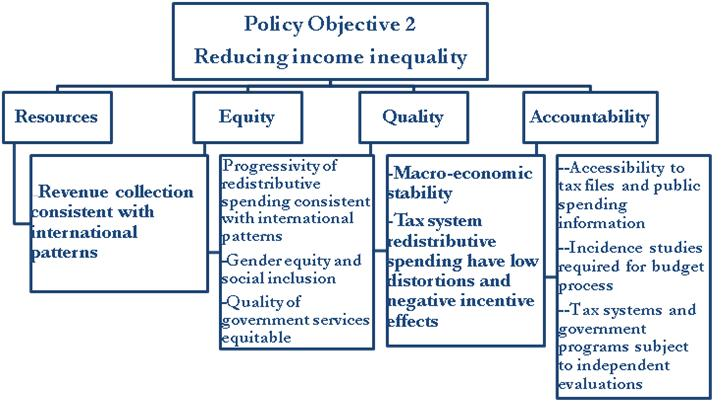 Policy Objective 2
Reducing income inequality
Resources
Equity
Quality
Accountability
Revenue collection
consistent with
international
patterns
Progressivity of
redistributive
spending consistent
with international
patterns
-Gender equity and
social inclusion
-Quality of
government services
equitable
-Macro-economic
stability
-Tax system
redistributive
spending have low
distortions and
negative incentive
effects
--Accessibility to
tax files and public
spending
information
--Incidence studies
required for budget
process
--Tax systems and
government
programs subject
to independent
evaluations